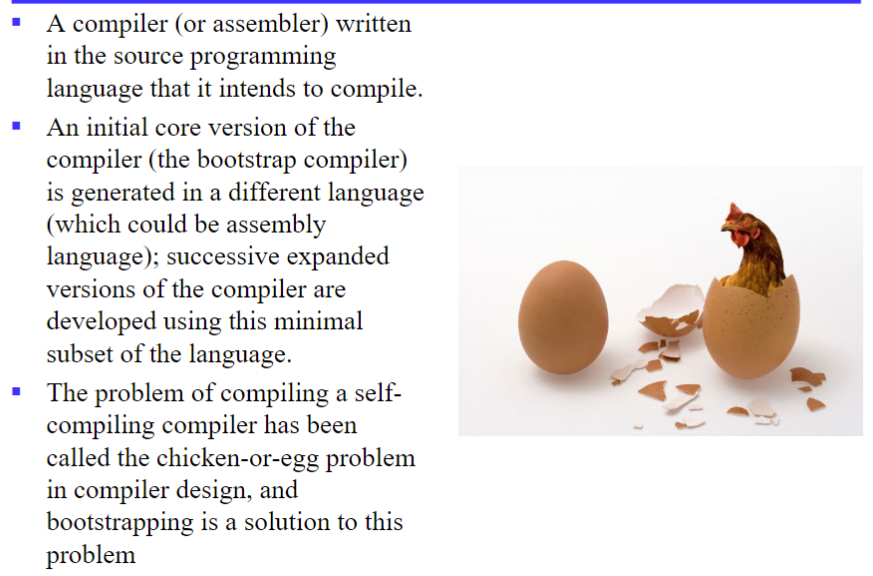 A compiler (or assembler) written
in the source programming
language that it intends to compile.
An initial core version of the
compiler (the bootstrap compiler)
is generated in a different language
(which could be assembly
language); successive expanded
versions of the compiler are
developed using this minimal
subset of the language.
The problem of compiling a self-
compiling compiler has been
called the chicken-or-egg problem
in compiler design, and
bootstrapping is a solution to this
problem